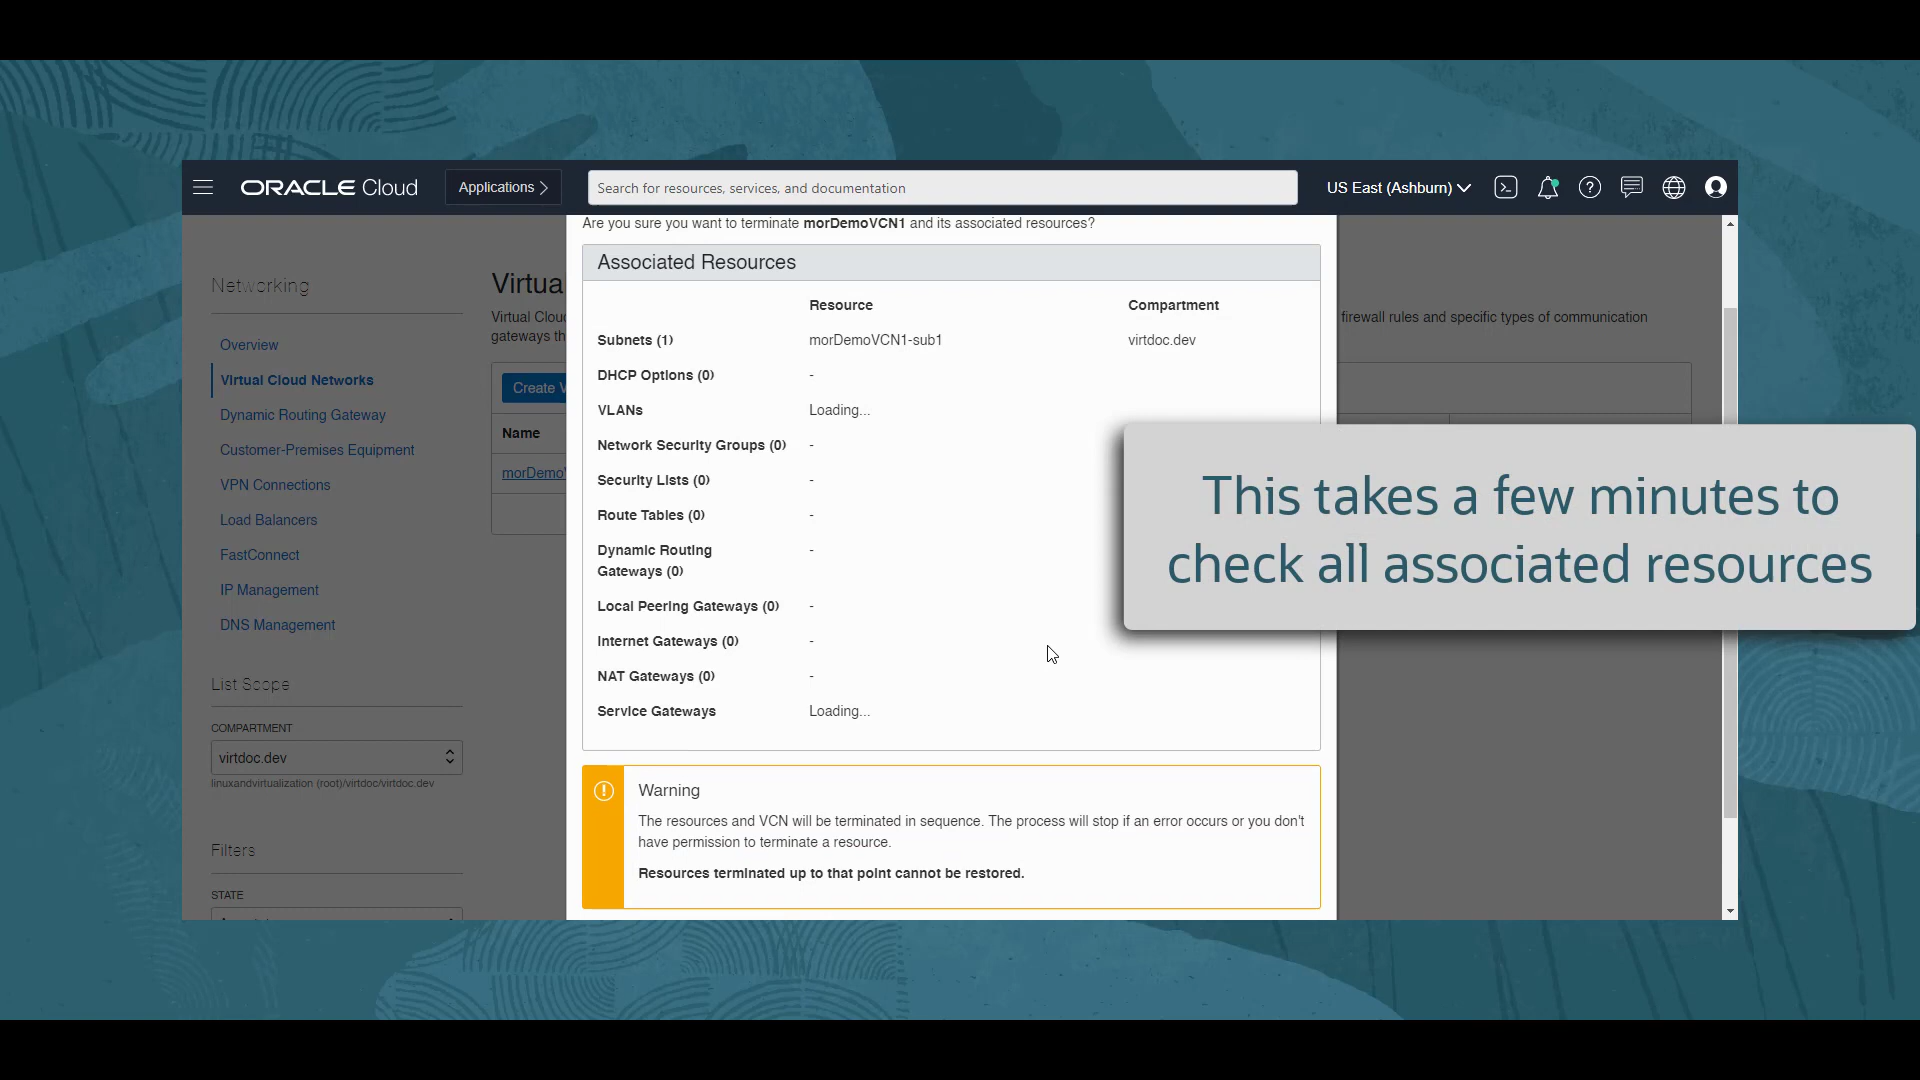 ORACLE Cloud
Applications
Search for resources, services, and documentation
US East (Ashburn)
Are you sure you want to terminate morDemoVCN1 and its associated resources?
Networking
Overview
Virtual Cloud Networks
Dynamic Routing Gateway
Customer-Premises Equipment
VPN Connections
Load Balancers
FastConnect
IP Management
DNS Management
List Scope
COMPARTMENT
virtdoc.dev
linuxandvirtualization (root)/virtdoc/virtdoc.dev
Filters
STATE
Virtua
Virtual Clou
gateways th
Create V
Name
morDemo
firewall rules and specific types of communication
Associated Resources
Resource Compartment
Subnets (1) morDemoVCN1-sub1 virtdoc.dev
DHCP Options (0) -
VLANs Loading...
Network Security Groups (0) -
Security Lists (0) -
Route Tables (0) -
Dynamic Routing -
Gateways (0)
Local Peering Gateways (0) -
Internet Gateways (0) -
NAT Gateways (0) -
Service Gateways Loading...
Warning
The resources and VCN will be terminated in sequence. The process will stop if an error occurs or you don't
have permission to terminate a resource.
Resources terminated up to that point cannot be restored.
This takes a few minutes to
check all associated resources